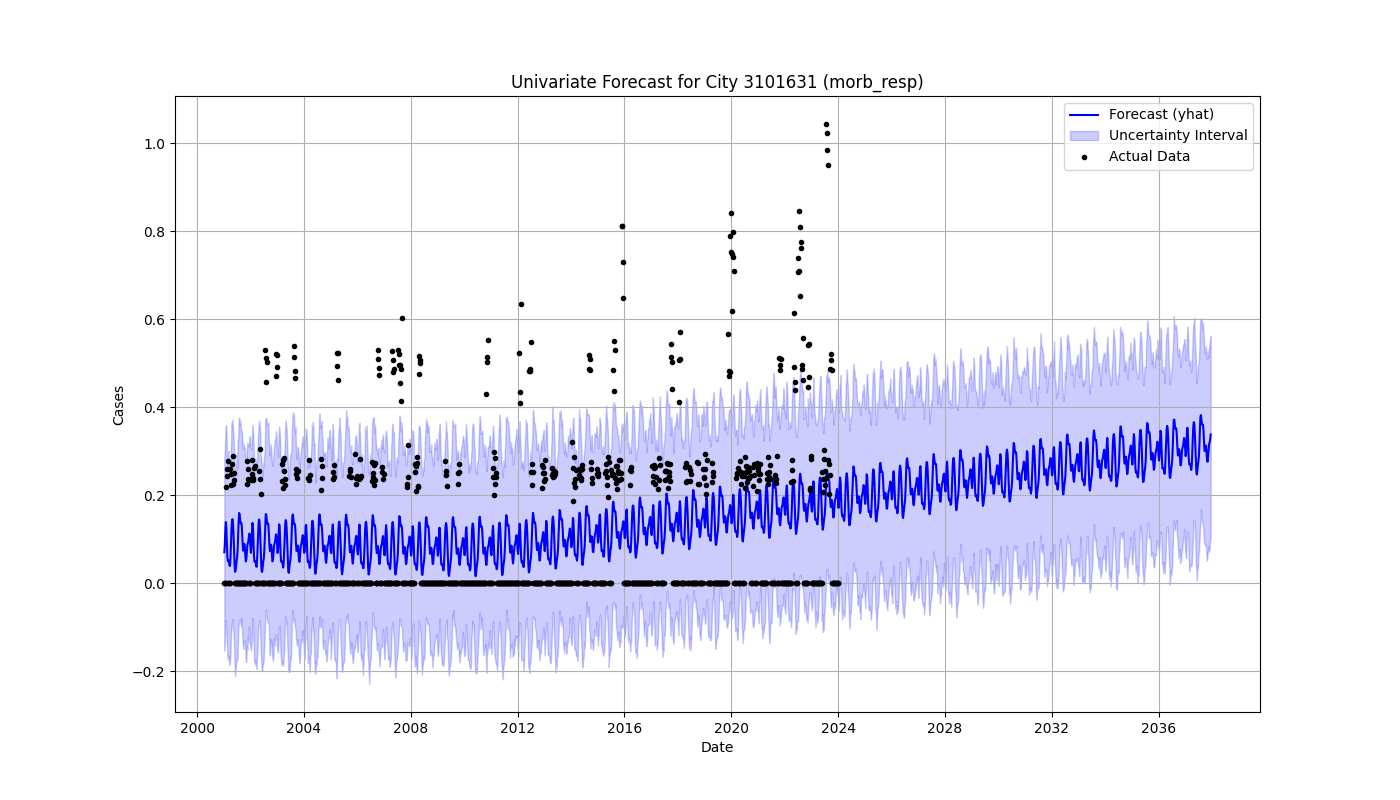 Univariate Forecast for City 3101631 (morb_resp)
Forecast (yhat)
Uncertainty Interval
Actual Data
Cases
1.0
0.8
0.6
0.4
0.2
0.0
−0.2
2000 2004 2008 2012 2016 2020 2024 2028 2032 2036
Date